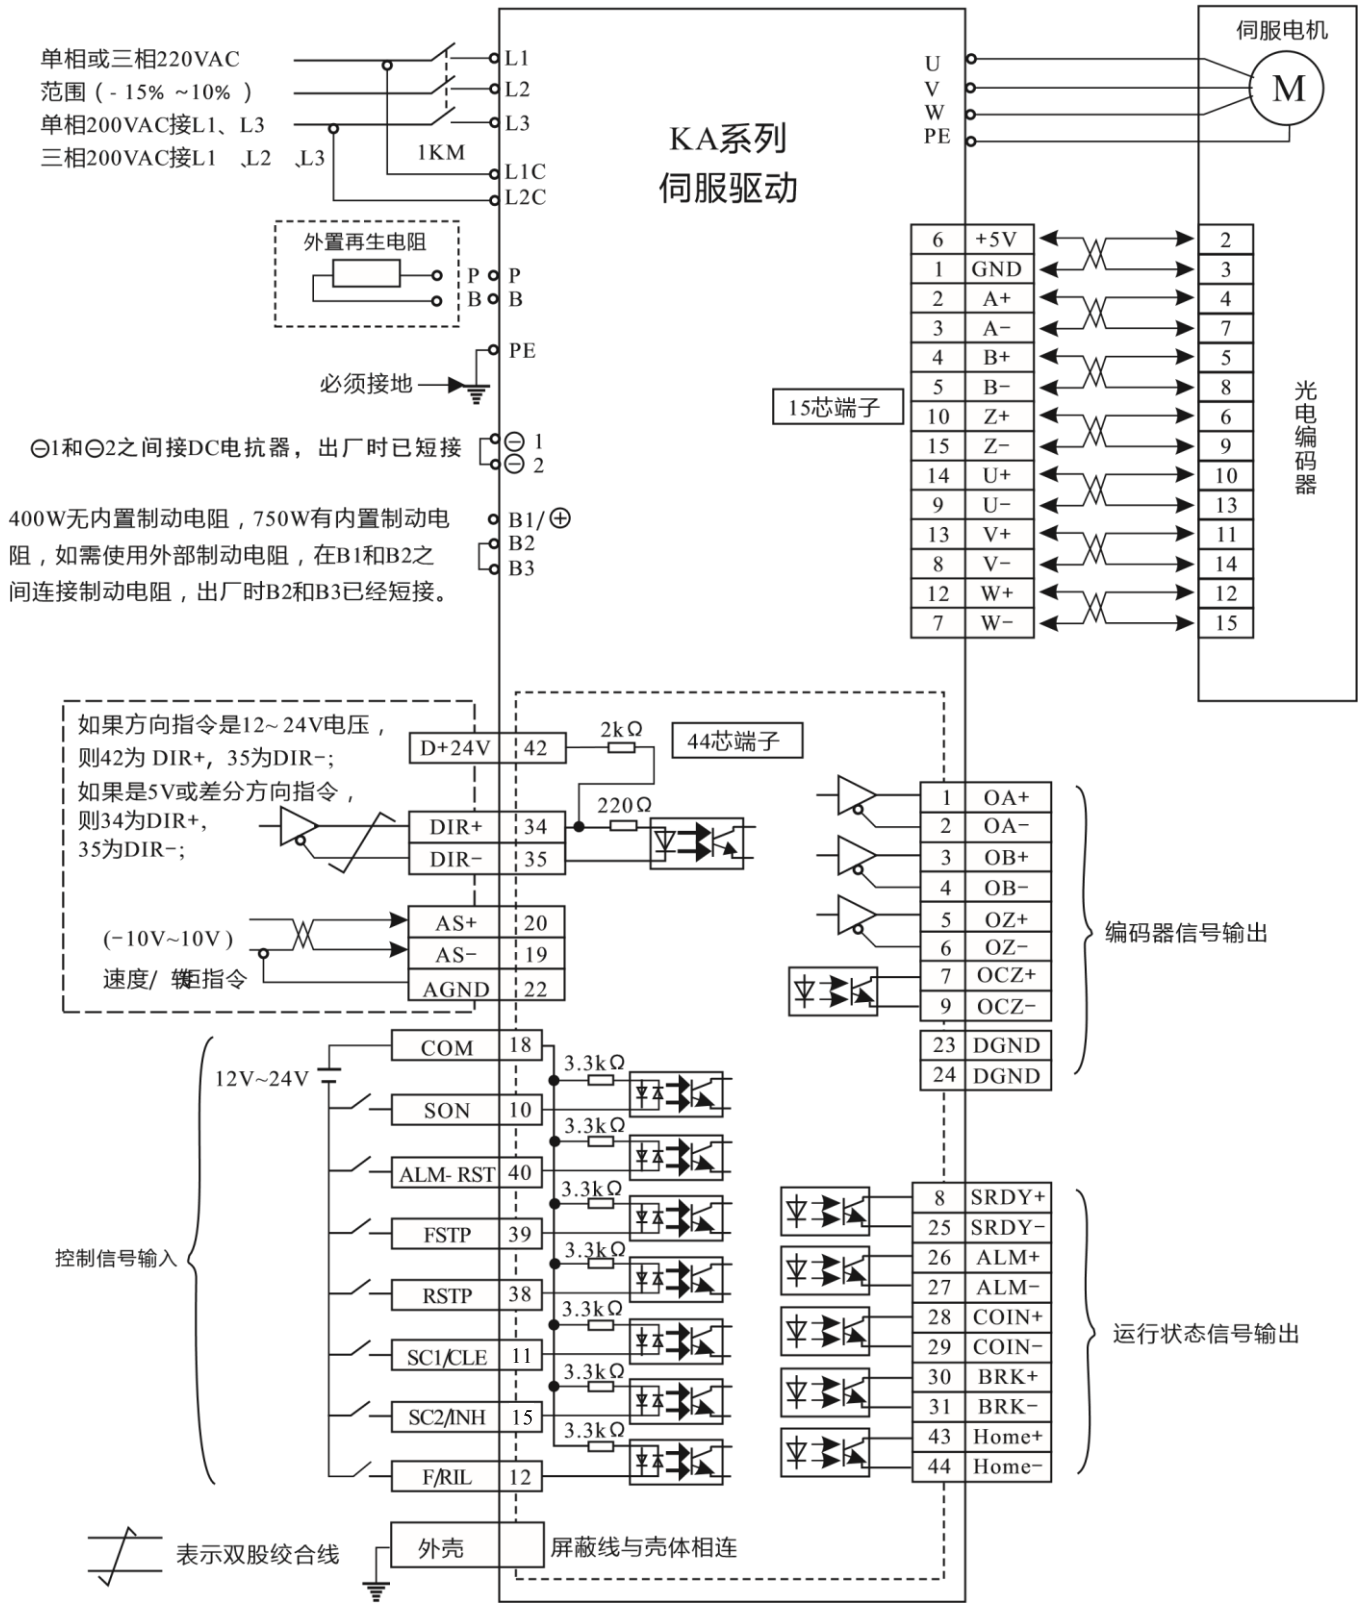 单相或三相220VAC
范围 ( - 15% ~10% )
单相200VAC接L1、L3
三相200VAC接L1 、L2 、L3
1KM
L1
L2
L3
L1C
L2C
外置再生电阻
P
B
P
B
PE
必须接地
⊖1和⊖2之间接DC电抗器，出厂时已短接
⊖ 1
⊖ 2
400W无内置制动电阻，750W有内置制动电
阻，如需使用外部制动电阻，在B1和B2之
间连接制动电阻，出厂时B2和B3已经短接。
B1/⊕
B2
B3
KA系列
伺服驱动
U
V
W
PE
伺服电机
M
15芯端子
6 +5V 2
1 GND 3
2 A+ 4
3 A- 7
4 B+ 5
5 B- 8
10 Z+ 6
15 Z- 9
14 U+ 10
9 U- 13
13 V+ 11
8 V- 14
12 W+ 12
7 W- 15
光电编码器
如果方向指令是12~ 24V电压，
则42为 DIR+，35为DIR-;
如果是5V或差分方向指令，
则34为DIR+,
35为DIR-;
D+24V 42
2kΩ
44芯端子
220Ω
DIR+ 34
DIR- 35
(-10V~10V )
速度/ 转矩指令
AS+ 20
AS- 19
AGND 22
1 OA+
2 OA-
3 OB+
4 OB-
5 OZ+
6 OZ-
7 OCZ+
9 OCZ-
23 DGND
24 DGND
编码器信号输出
控制信号输入
12V~24V
COM 18
3.3kΩ
SON 10
3.3kΩ
ALM- RST 40
3.3kΩ
FSTP 39
3.3kΩ
RSTP 38
3.3kΩ
SC1/CLE 11
3.3kΩ
SC2/INH 15
3.3kΩ
F/RIL 12
8 SRDY+
25 SRDY-
26 ALM+
27 ALM-
28 COIN+
29 COIN-
30 BRK+
31 BRK-
43 Home+
44 Home-
运行状态信号输出
表示双股绞合线
外壳
屏蔽线与壳体相连